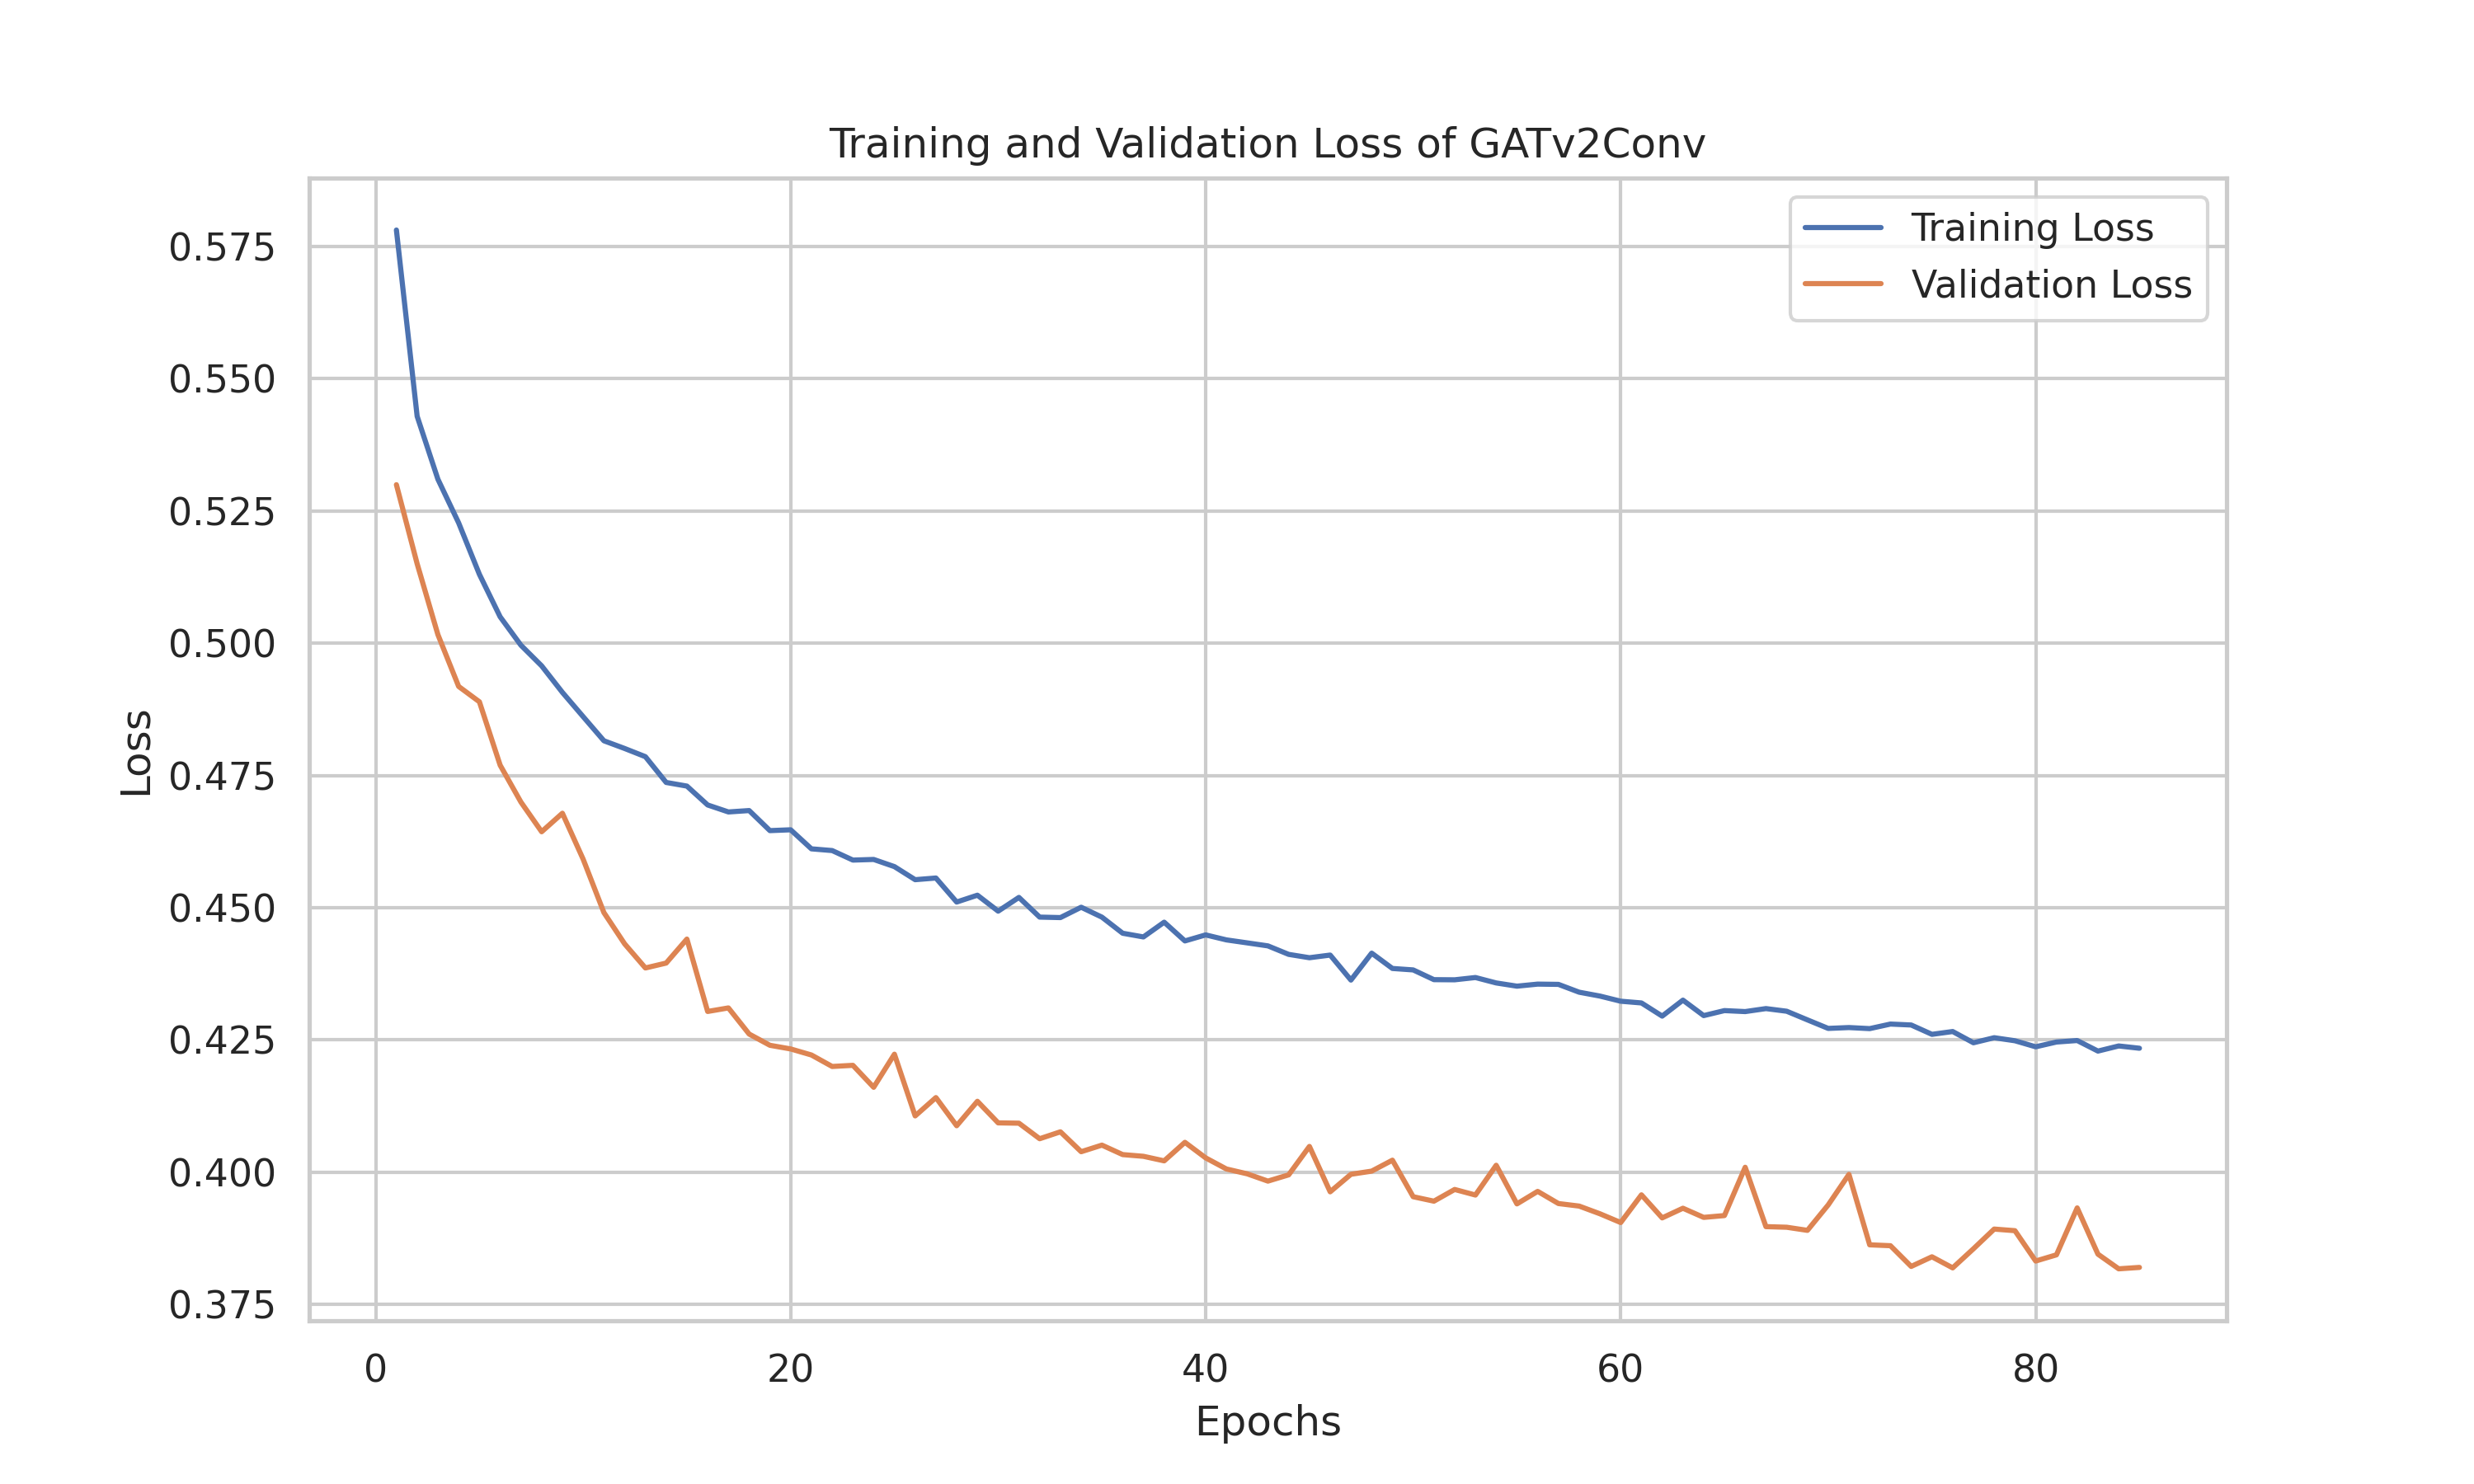 Training and Validation Loss of GATv2Conv
Training Loss
Validation Loss
Loss
0.575
0.550
0.525
0.500
0.475
0.450
0.425
0.400
0.375
0 20 40 60 80
Epochs